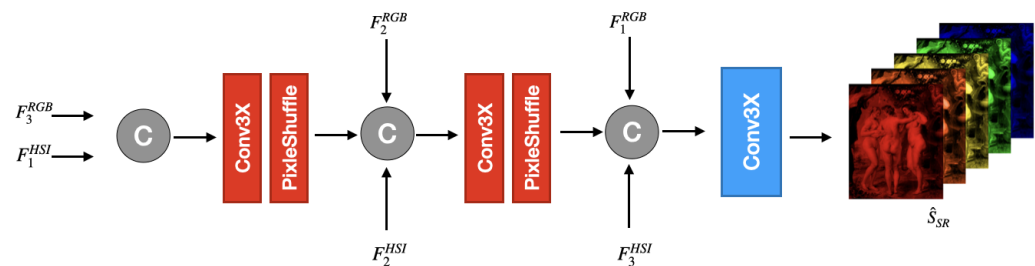 F_2^{RGB}
F_1^{RGB}
F_3^{RGB}
F_1^{HSI}
C
Conv3X
PixleShuffle
C
Conv3X
PixleShuffle
C
Conv3X
F_2^{HSI}
F_3^{HSI}
Ŝ_{SR}